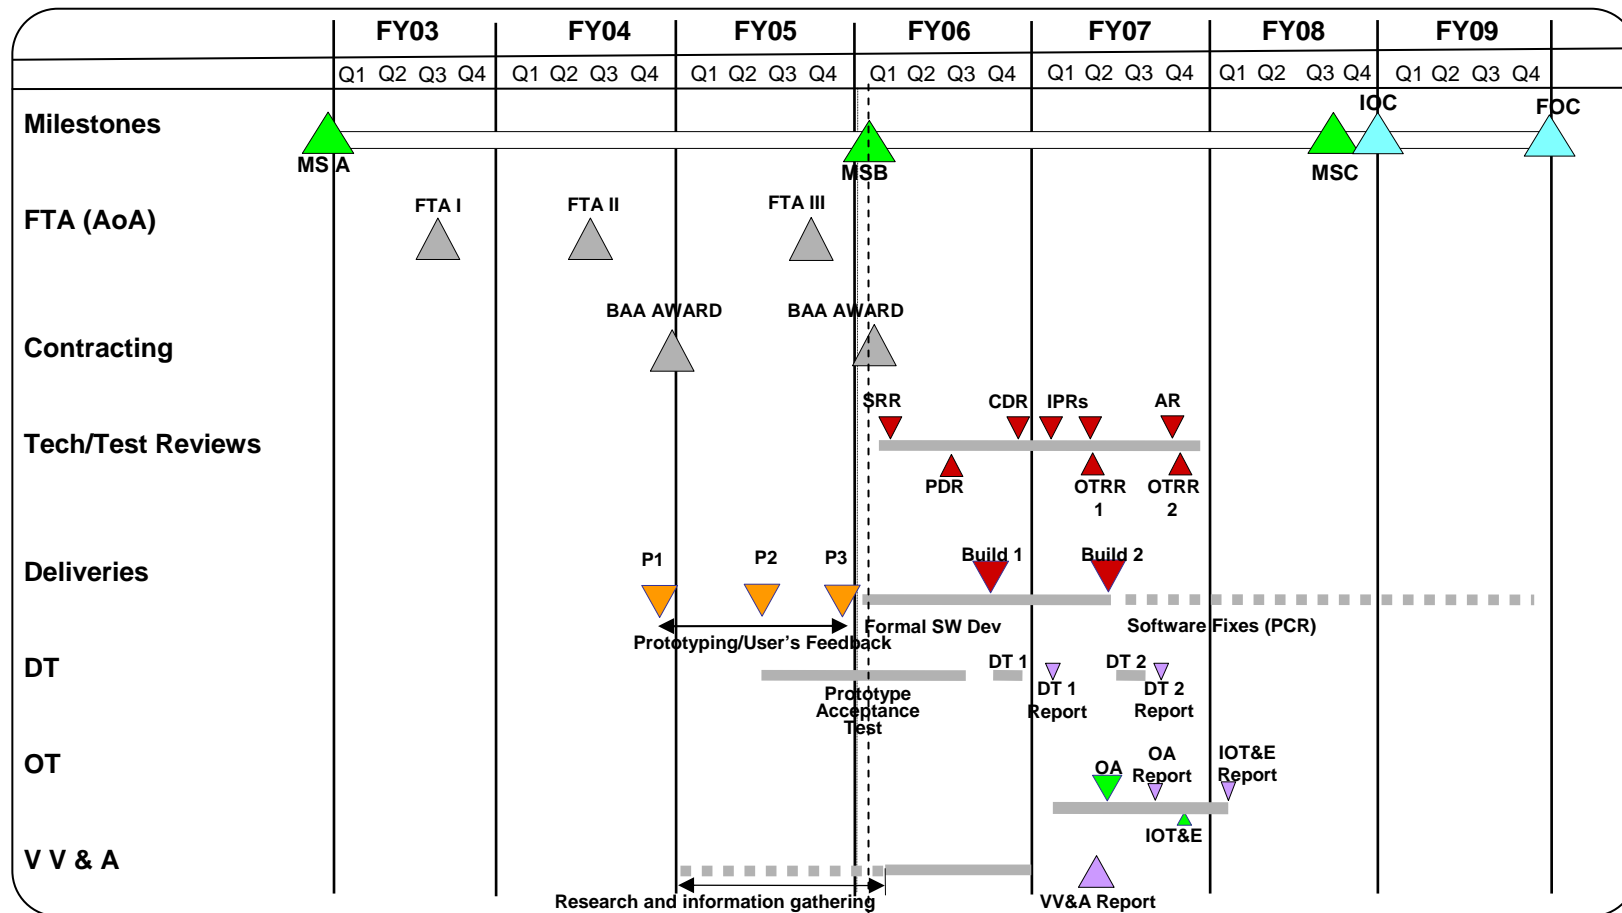 FY03 FY04 FY05 FY06 FY07 FY08 FY09
Q1 Q2 Q3 Q4 Q1 Q2 Q3 Q4 Q1 Q2 Q3 Q4 Q1 Q2 Q3 Q4 Q1 Q2 Q3 Q4 Q1 Q2 Q3 Q4 Q1 Q2 Q3 Q4
Milestones
IOC
FOC
MS A
MSB
MSC
FTA (AoA)
FTA I
FTA II
FTA III
Contracting
BAA AWARD
BAA AWARD
Tech/Test Reviews
SRR
CDR
IPRs
AR
PDR
OTRR
1
OTRR
2
Deliveries
P1
P2
P3
Build 1
Build 2
Prototyping/User's Feedback
Formal SW Dev
Software Fixes (PCR)
DT
Prototype
Acceptance
Test
DT 1
DT 1
Report
DT 2
DT 2
Report
OT
OA
OA
Report
IOT&E
Report
IOT&E
V V & A
Research and information gathering
VV&A Report